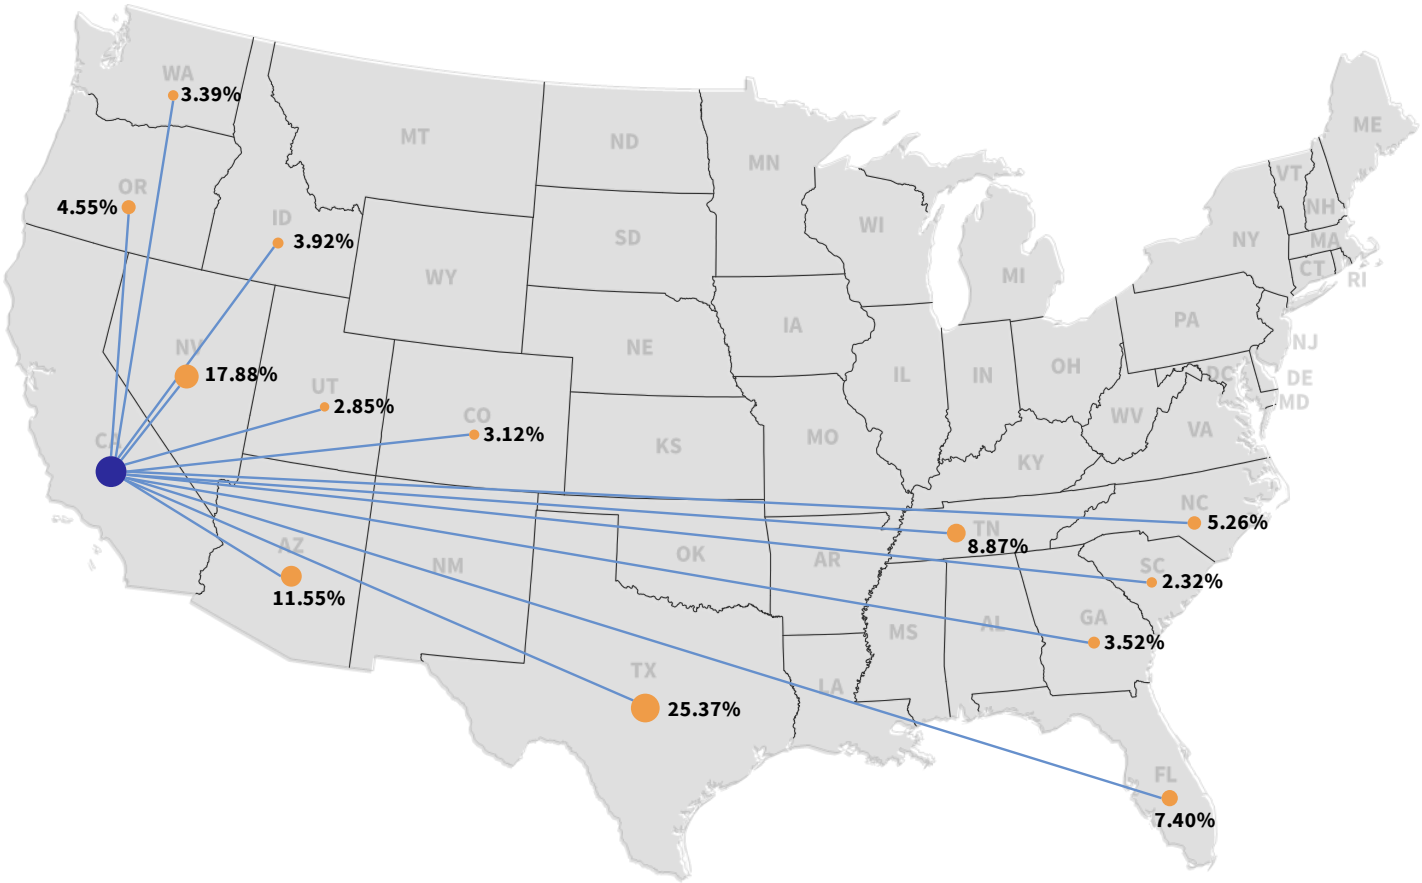 WA
3.39%
MT
ND
MN
ME
VT
NH
OR
4.55%
ID
3.92%
SD
WI
NY
MA
CT
RI
WY
MI
NV
17.88%
UT
2.85%
NE
IA
IL
IN
OH
PA
NJ
DC
DE
MD
CO
3.12%
KS
MO
KY
WV
VA
CA
AZ
11.55%
NM
OK
AR
TN
8.87%
NC
5.26%
SC
2.32%
MS
AL
GA
3.52%
TX
25.37%
LA
FL
7.40%